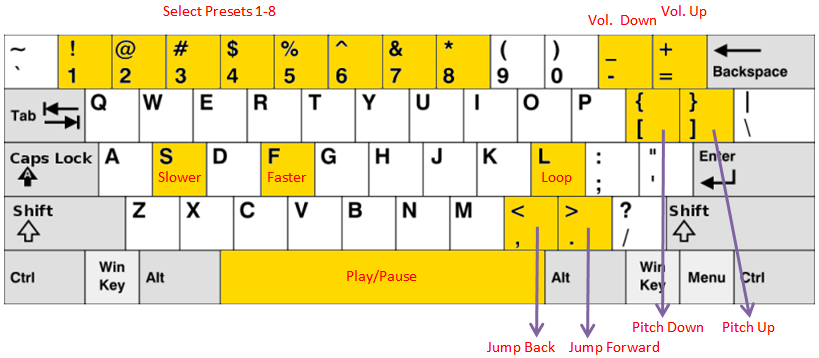 Select Presets 1-8
Vol. Down
Vol. Up
~ ! @ # $ % ^ & * ( ) _ +
` 1 2 3 4 5 6 7 8 9 0 - = Backspace
Tab Q W E R T Y U I O P { } |
[ ] \
Caps Lock A S D F G H J K L : " Enter
A Slower Faster Loop ; '
Shift Z X C V B N M < > ? Shift
, . /
Ctrl Win Key Alt Play/Pause Alt Win Key Menu Ctrl
Pitch Down Pitch Up
Jump Back Jump Forward